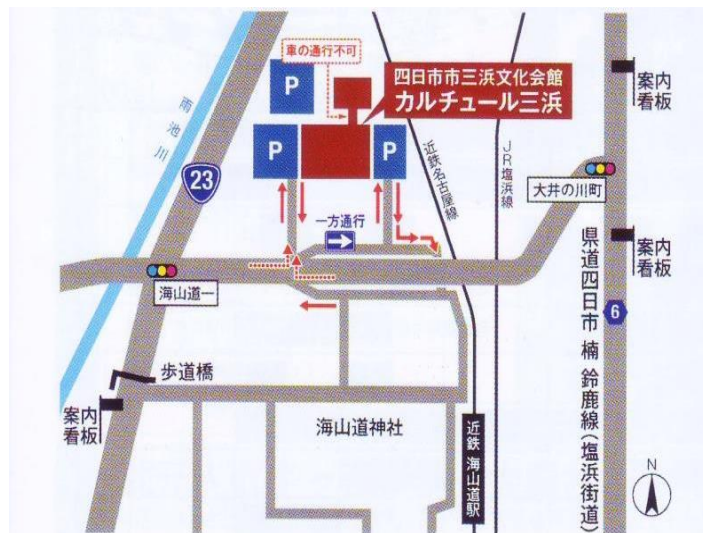 車の通行不可
P
四日市市三浜文化会館
カルチュール三浜
案内
看板
雨池川
P
P
23
近鉄名古屋線
JR塩浜線
大井の川町
一方通行
案内
看板
海山道一
県道四日市 楠 鈴鹿線(塩浜街道)
6
歩道橋
案内
看板
海山道神社
近鉄 海山道駅
N